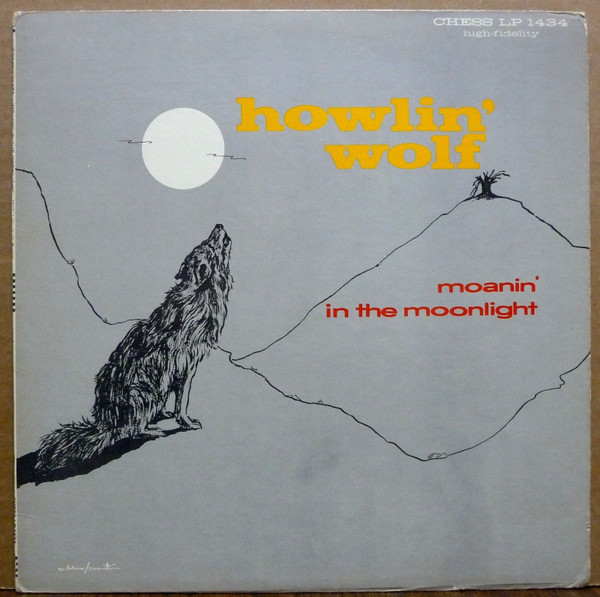 CHESS LP 1434
high-fidelity
howlin'
wolf
moanin'
in the moonlight